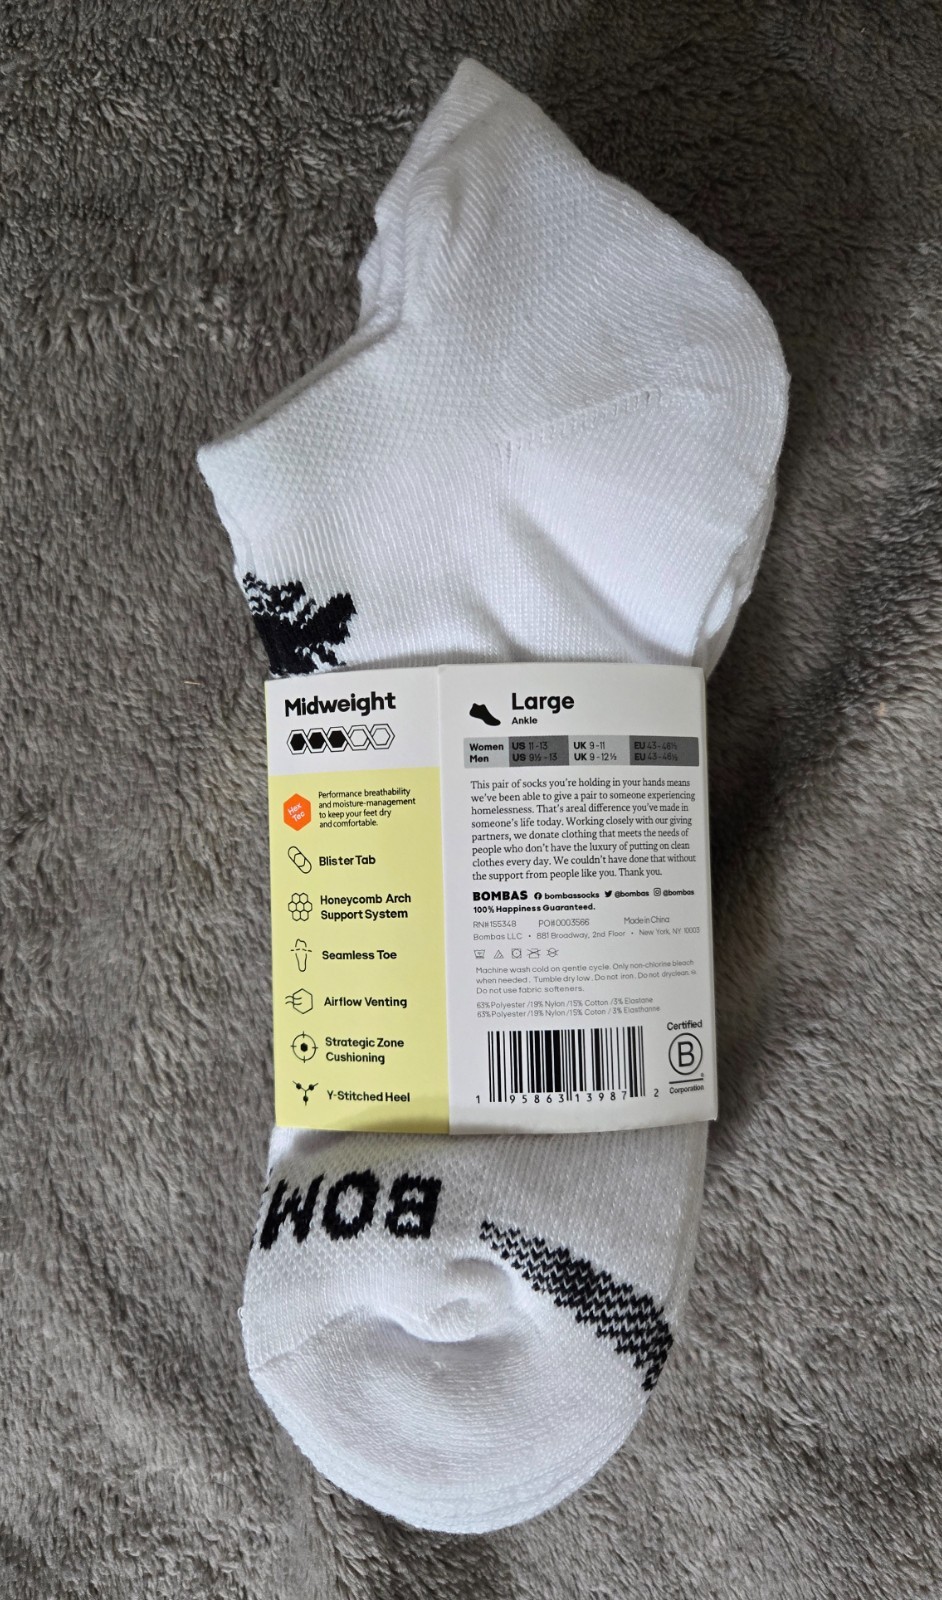 Midweight
Hex
Tec
Performance breathability
and moisture-management
to keep your feet dry
and comfortable.
Blister Tab
Honeycomb Arch
Support System
Seamless Toe
Airflow Venting
Strategic Zone
Cushioning
Y-Stitched Heel
Large
Ankle
Women US 11-13 UK 9-11 EU 43-46½
Men US 9½-13 UK 9-12½ EU 43-46½
This pair of socks you're holding in your hands means
we've been able to give a pair to someone experiencing
homelessness. That's a real difference you've made in
someone's life today. Working closely with our giving
partners, we donate clothing that meets the needs of
people who don't have the luxury of putting on clean
clothes every day. We couldn't have done that without
the support from people like you. Thank you.
BOMBAS bombassocks @bombas @bombas
100% Happiness Guaranteed.
RN#155348 PO#0003566 Made in China
Bombas LLC • 881 Broadway, 2nd Floor • New York, NY 10003
Machine wash cold on gentle cycle. Only non-chlorine bleach
when needed. Tumble dry low. Do not iron. Do not dryclean.
Do not use fabric softeners.
63% Polyester /19% Nylon /15% Cotton /3% Elastane
63% Polyester /19% Nylon /15% Coton /3% Elasthanne
1 95863 13987 2
Certified
B
Corporation
BOM